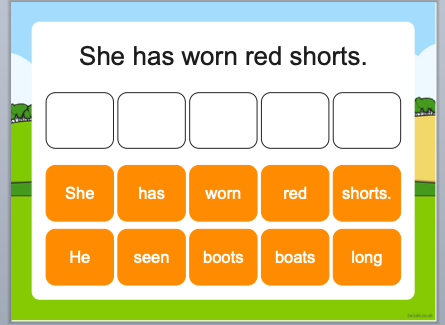 She has worn red shorts.
She has worn red shorts.
He seen boots boats long